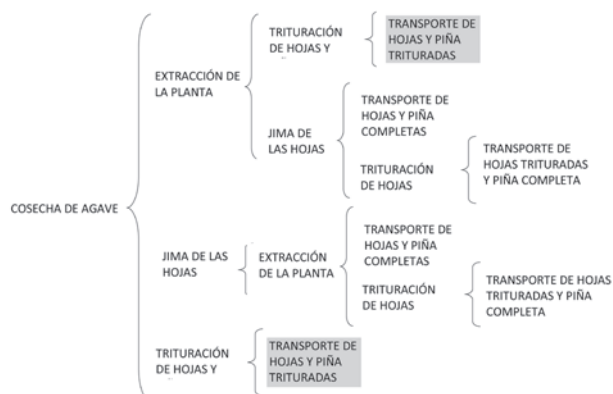 TRITURACIÓN
DE HOJAS Y
TRANSPORTE DE
HOJAS Y PIÑA
TRITURADAS
EXTRACCIÓN DE
LA PLANTA
JIMA DE
LAS HOJAS
TRANSPORTE DE
HOJAS Y PIÑA
COMPLETAS
TRITURACIÓN
DE HOJAS
TRANSPORTE DE
HOJAS TRITURADAS
Y PIÑA COMPLETA
COSECHA DE AGAVE
JIMA DE LAS
HOJAS
EXTRACCIÓN
DE LA PLANTA
TRANSPORTE DE
HOJAS Y PIÑA
COMPLETAS
TRITURACIÓN
DE HOJAS
TRANSPORTE DE HOJAS
TRITURADAS Y PIÑA
COMPLETA
TRITURACIÓN
DE HOJAS Y
TRANSPORTE DE
HOJAS Y PIÑA
TRITURADAS